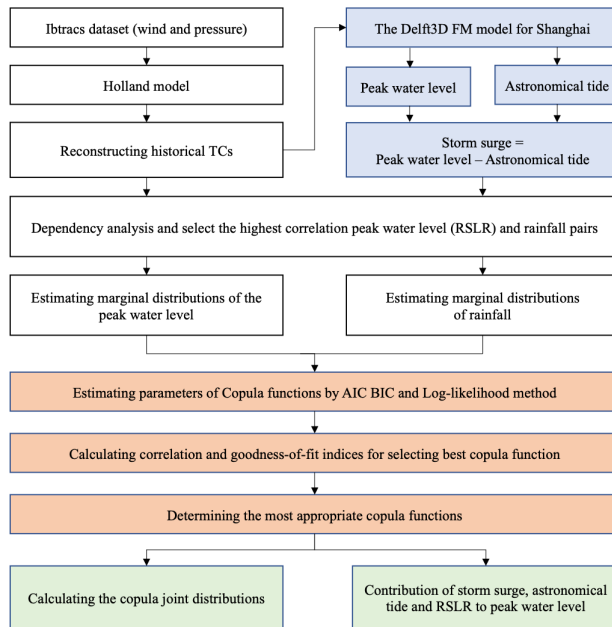 Ibtracs dataset (wind and pressure)
The Delft3D FM model for Shanghai
Holland model
Peak water level
Astronomical tide
Reconstructing historical TCs
Storm surge =
Peak water level – Astronomical tide
Dependency analysis and select the highest correlation peak water level (RSLR) and rainfall pairs
Estimating marginal distributions of the
peak water level
Estimating marginal distributions
of rainfall
Estimating parameters of Copula functions by AIC BIC and Log-likelihood method
Calculating correlation and goodness-of-fit indices for selecting best copula function
Determining the most appropriate copula functions
Calculating the copula joint distributions
Contribution of storm surge, astronomical
tide and RSLR to peak water level